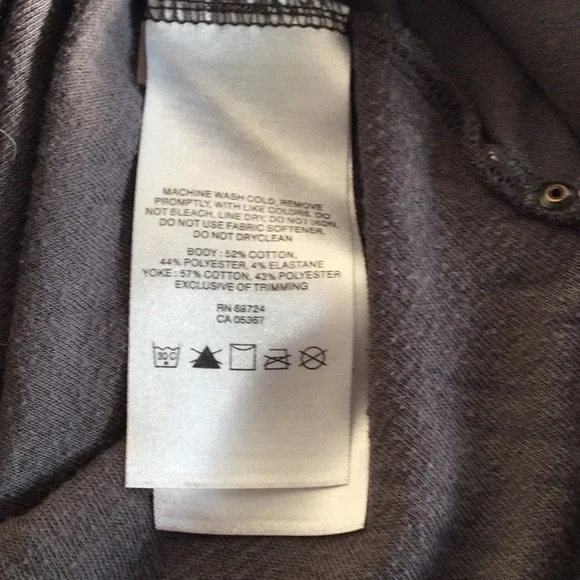 MACHINE WASH COLD, REMOVE
PROMPTLY, WITH LIKE COLORS. DO
NOT BLEACH, LINE DRY, DO NOT IRON,
DO NOT USE FABRIC SOFTENER,
DO NOT DRYCLEAN
BODY : 52% COTTON,
44% POLYESTER, 4% ELASTANE
YOKE : 57% COTTON, 43% POLYESTER
EXCLUSIVE OF TRIMMING
RN 69724
CA 05367
30 C